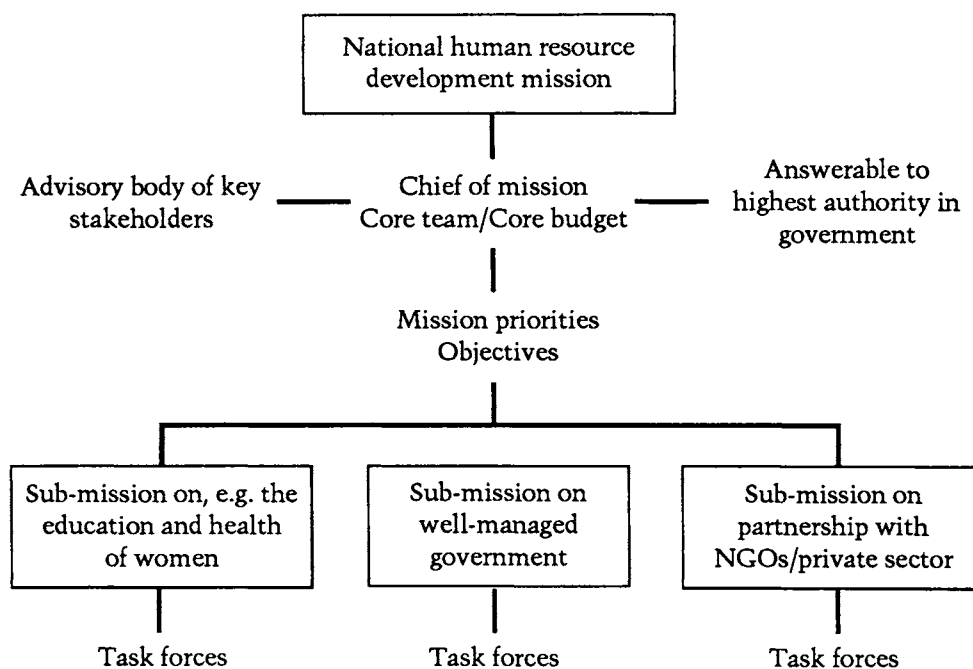 National human resource
development mission
Advisory body of key
stakeholders
Chief of mission
Core team/Core budget
Answerable to
highest authority in
government
Mission priorities
Objectives
Sub-mission on, e.g. the
education and health
of women
Sub-mission on
well-managed
government
Sub-mission on
partnership with
NGOs/private sector
Task forces
Task forces
Task forces